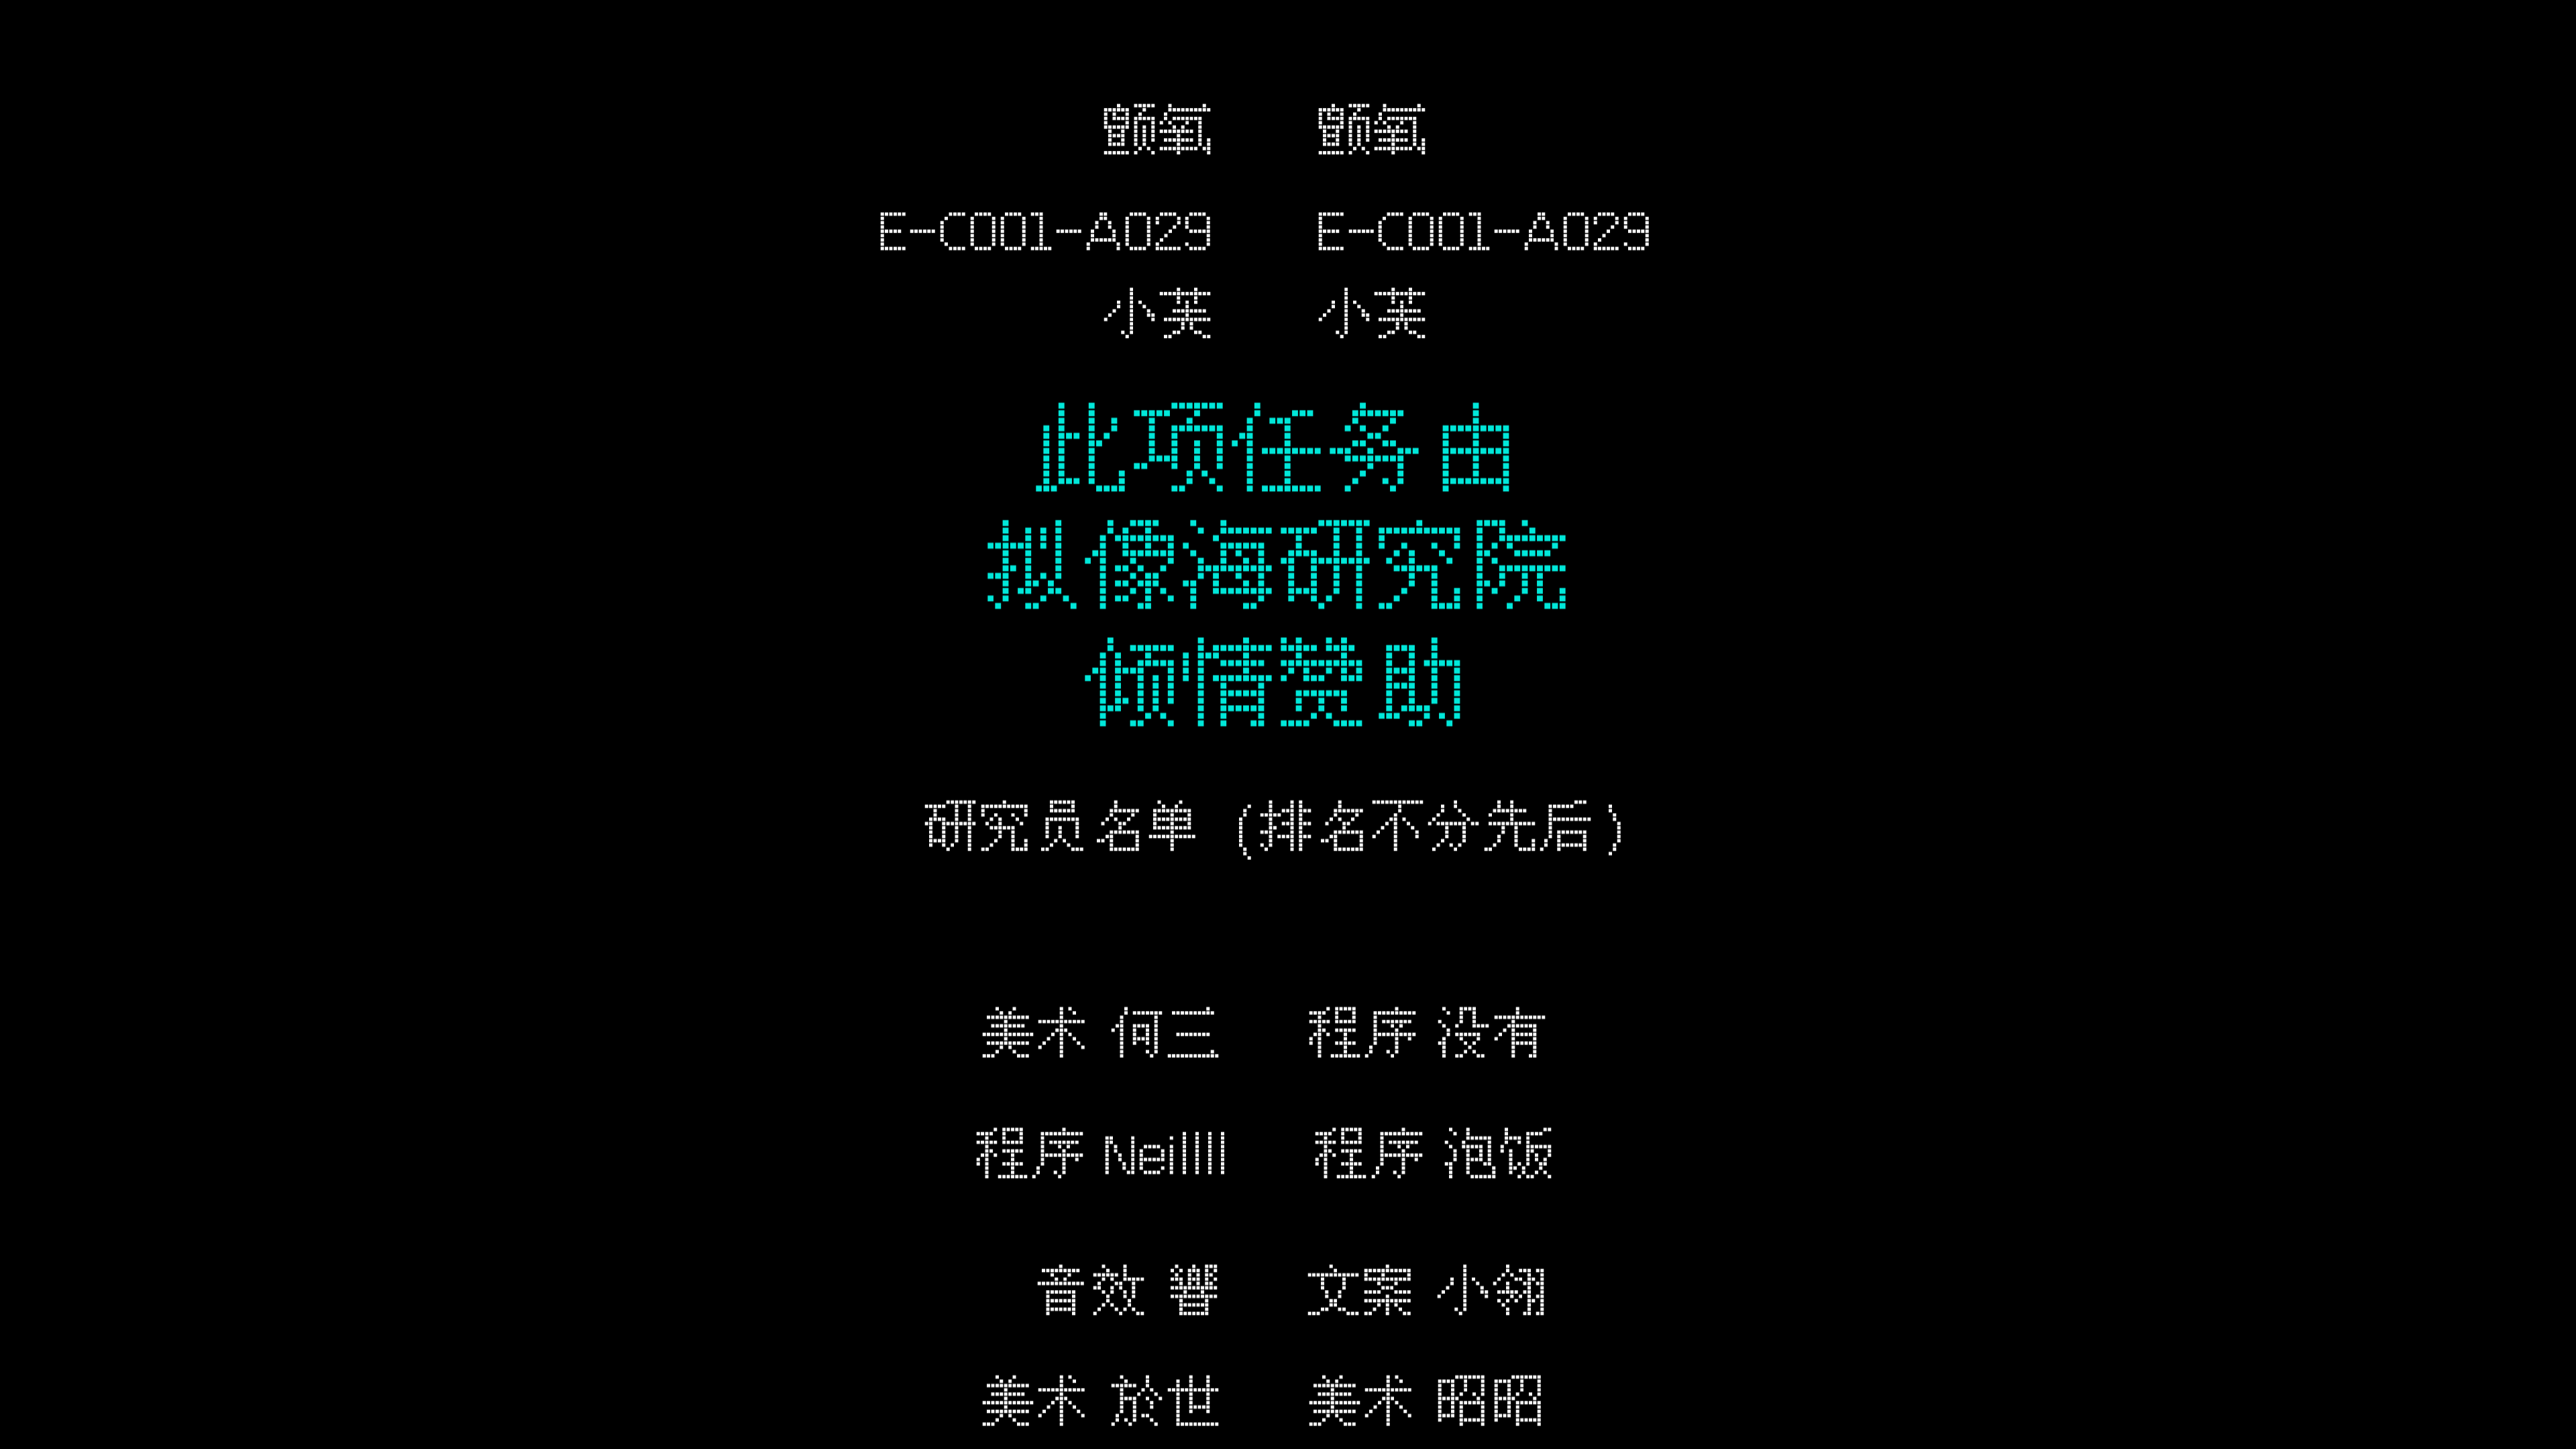 颤氧 颤氧
E-C001-A029 E-C001-A029
小芙 小芙
此项任务由
拟像海研究院
倾情赞助
研究员名单 (排名不分先后)
美术 何三 程序 没有
程序 Neillll 程序 泡饭
音效 響 文案 小翎
美术 於世 美术 昭昭